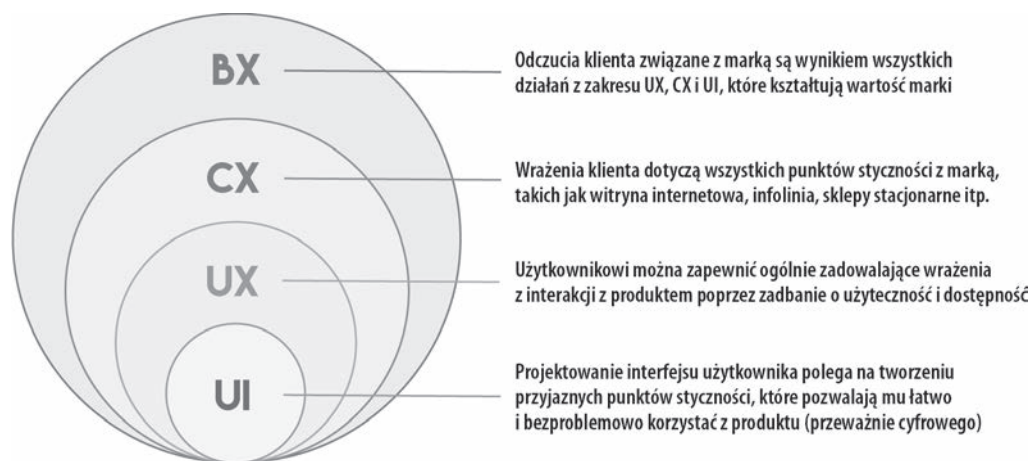 BX
Odczucia klienta związane z marką są wynikiem wszystkich
działań z zakresu UX, CX i UI, które kształtują wartość marki
CX
Wrażenia klienta dotyczą wszystkich punktów styczności z marką,
takich jak witryna internetowa, infolinia, sklepy stacjonarne itp.
UX
Użytkownikowi można zapewnić ogólnie zadowalające wrażenia
z interakcji z produktem poprzez zadbanie o użyteczność i dostępność
UI
Projektowanie interfejsu użytkownika polega na tworzeniu
przyjaznych punktów styczności, które pozwalają mu łatwo
i bezproblemowo korzystać z produktu (przeważnie cyfrowego)